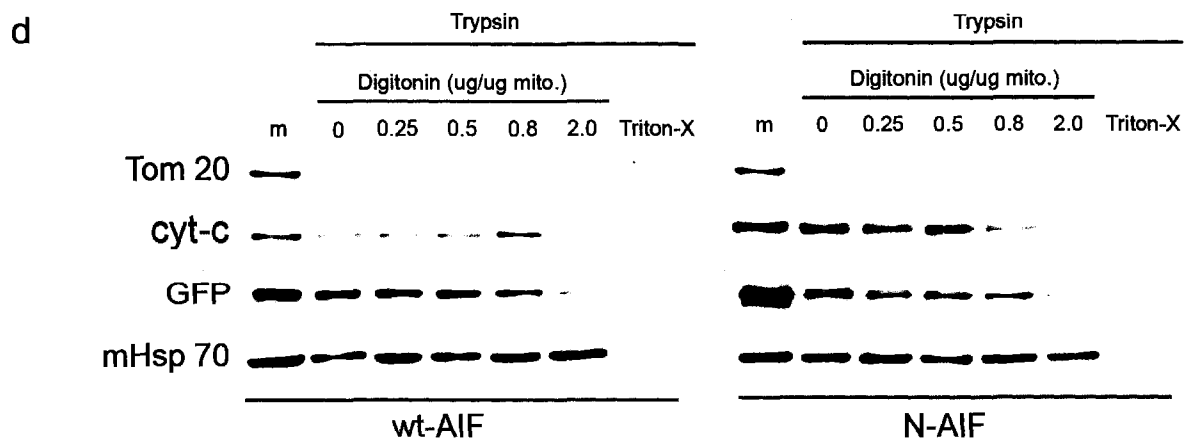 d
Trypsin Trypsin
Digitonin (ug/ug mito.) Digitonin (ug/ug mito.)
m 0 0.25 0.5 0.8 2.0 Triton-X m 0 0.25 0.5 0.8 2.0 Triton-X
Tom 20
cyt-c
GFP
mHsp 70
wt-AIF N-AIF